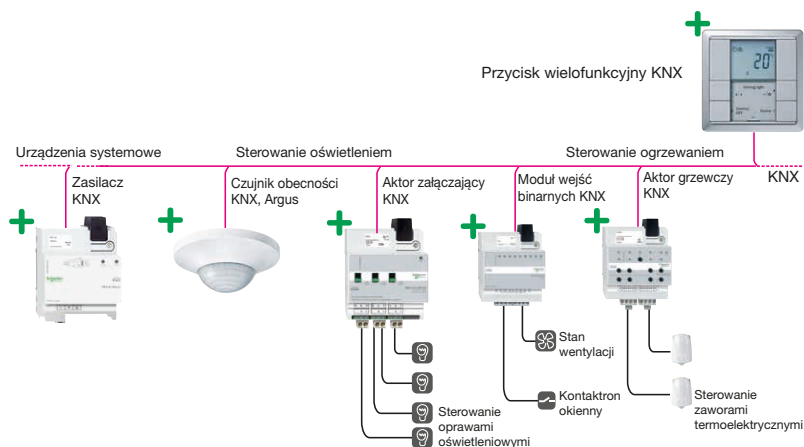 Przycisk wielofunkcyjny KNX
20°
Urządzenia systemowe
Sterowanie oświetleniem
Sterowanie ogrzewaniem
KNX
Zasilacz
KNX
Czujnik obecności
KNX, Argus
Aktor załączający
KNX
Moduł wejść
binarnych KNX
Aktor grzewczy
KNX
Stan
wentylacji
Kontaktron
okienny
Sterowanie
oprawami
oświetleniowymi
Sterowanie
zaworami
termoelektrycznymi